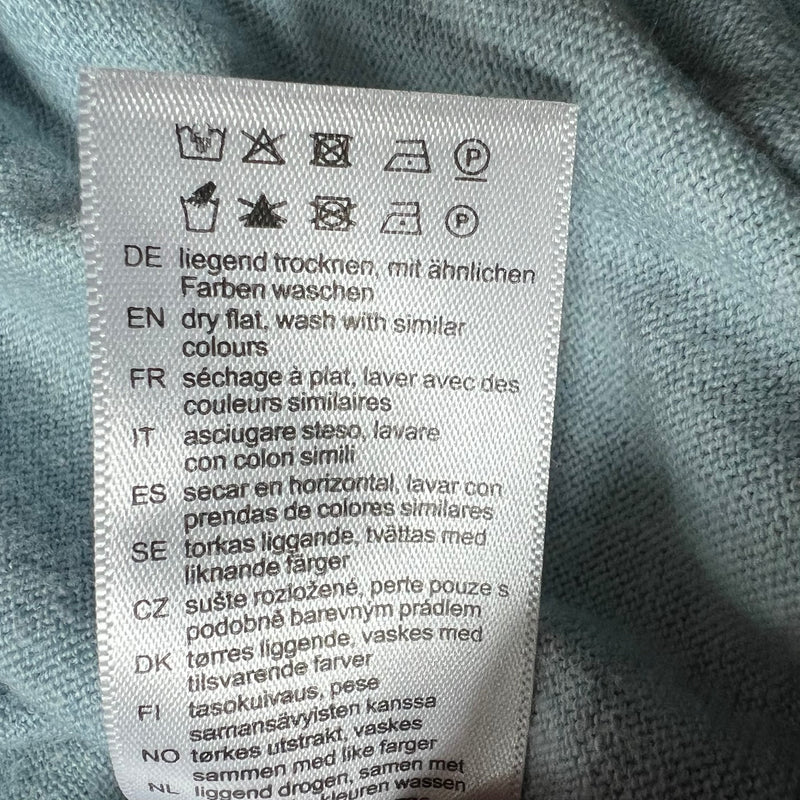 P
P
DE liegend trocknen, mit ähnlichen
Farben waschen
EN dry flat, wash with similar
colours
FR séchage à plat, laver avec des
couleurs similaires
IT asciugare steso, lavare
con colori simili
ES secar en horizontal, lavar con
prendas de colores similares
SE torkas liggande, tvättas med
liknande färger
CZ sušte rozložené, perte pouze s
podobně barevným prádlem
DK tørres liggende, vaskes med
tilsvarende farver
FI tasokuivaus, pese
samansävyisten kanssa
NO tørkes utstrakt, vaskes
sammen med like farger
NL liggend drogen, samen met
kleuren wassen